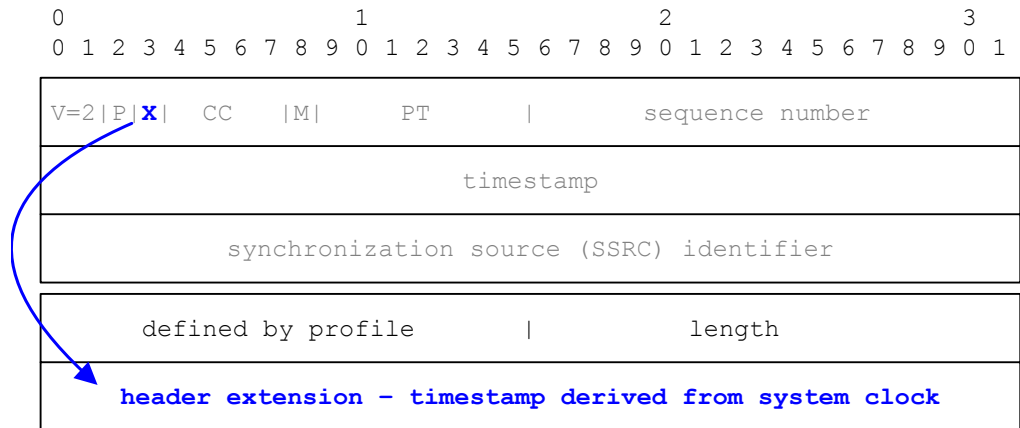 0 1 2 3
0 1 2 3 4 5 6 7 8 9 0 1 2 3 4 5 6 7 8 9 0 1 2 3 4 5 6 7 8 9 0 1
V=2|P|X| CC |M| PT | sequence number
timestamp
synchronization source (SSRC) identifier
defined by profile | length
header extension – timestamp derived from system clock